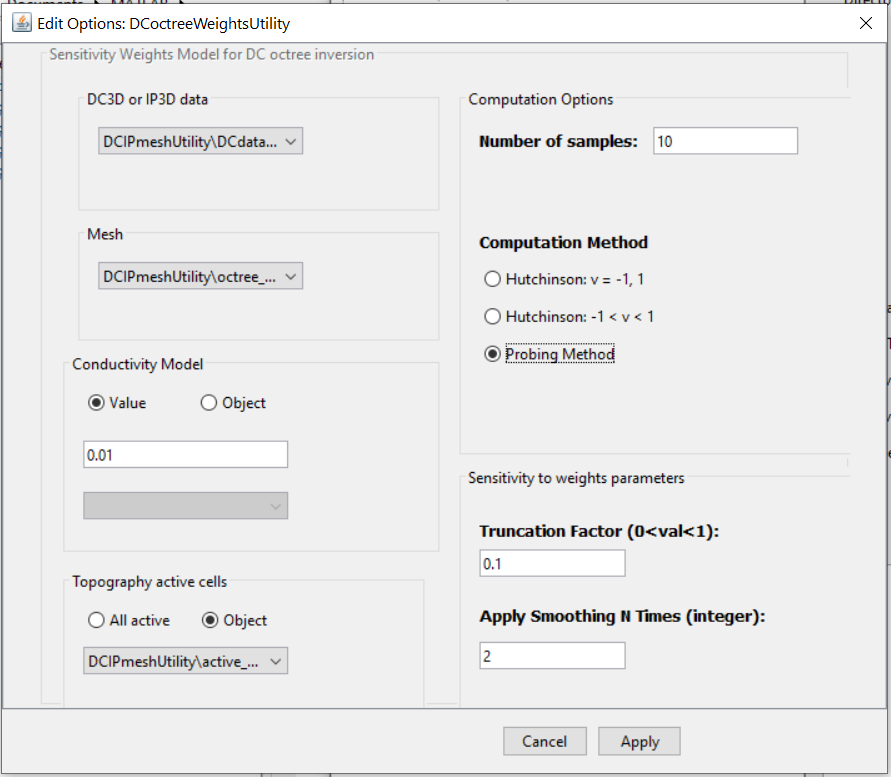 Edit Options: DCoctreeWeightsUtility
Sensitivity Weights Model for DC octree inversion
DC3D or IP3D data
DCIPmeshUtility\DCdata...
Mesh
DCIPmeshUtility\octree_...
Conductivity Model
Value
Object
0.01
Topography active cells
All active
Object
DCIPmeshUtility\active_...
Computation Options
Number of samples:
10
Computation Method
Hutchinson: v = -1, 1
Hutchinson: -1 < v < 1
Probing Method
Sensitivity to weights parameters
Truncation Factor (0<val<1):
0.1
Apply Smoothing N Times (integer):
2
Cancel
Apply